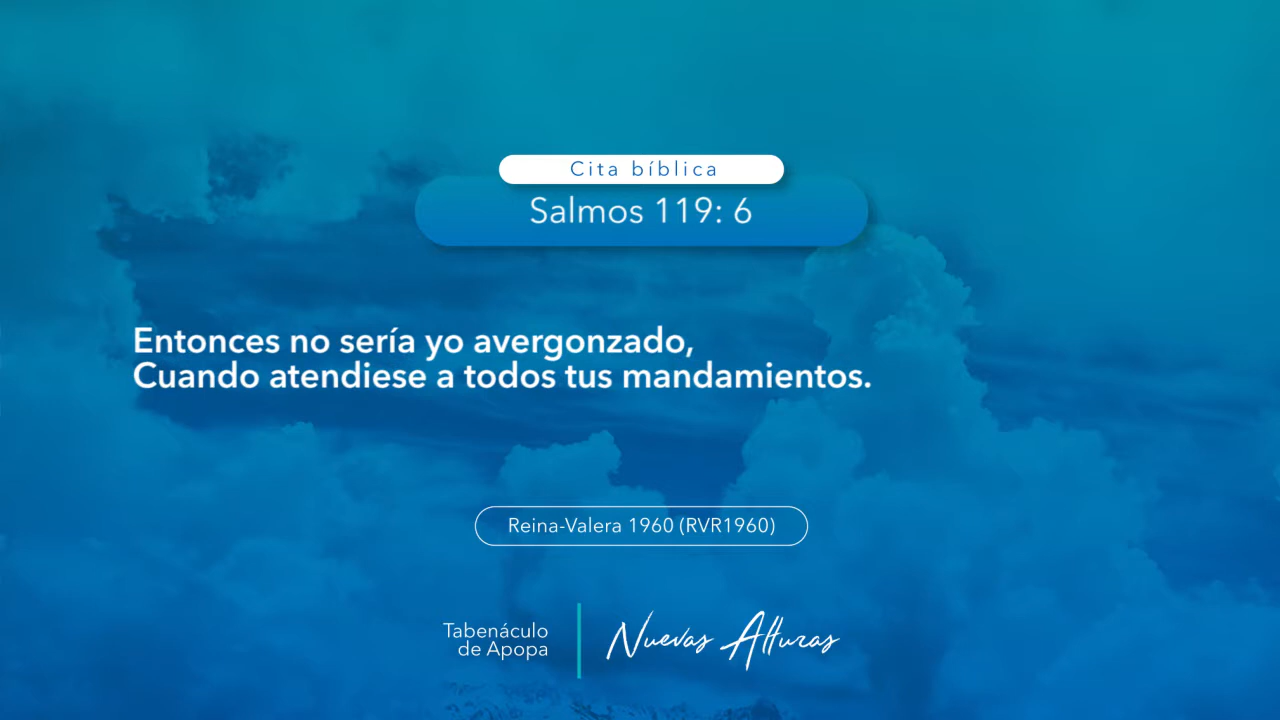 Cita bíblica
Salmos 119: 6
Entonces no sería yo avergonzado,
Cuando atendiese a todos tus mandamientos.
Reina-Valera 1960 (RVR1960)
Tabenáculo
de Apopa
Nuevas Alturas